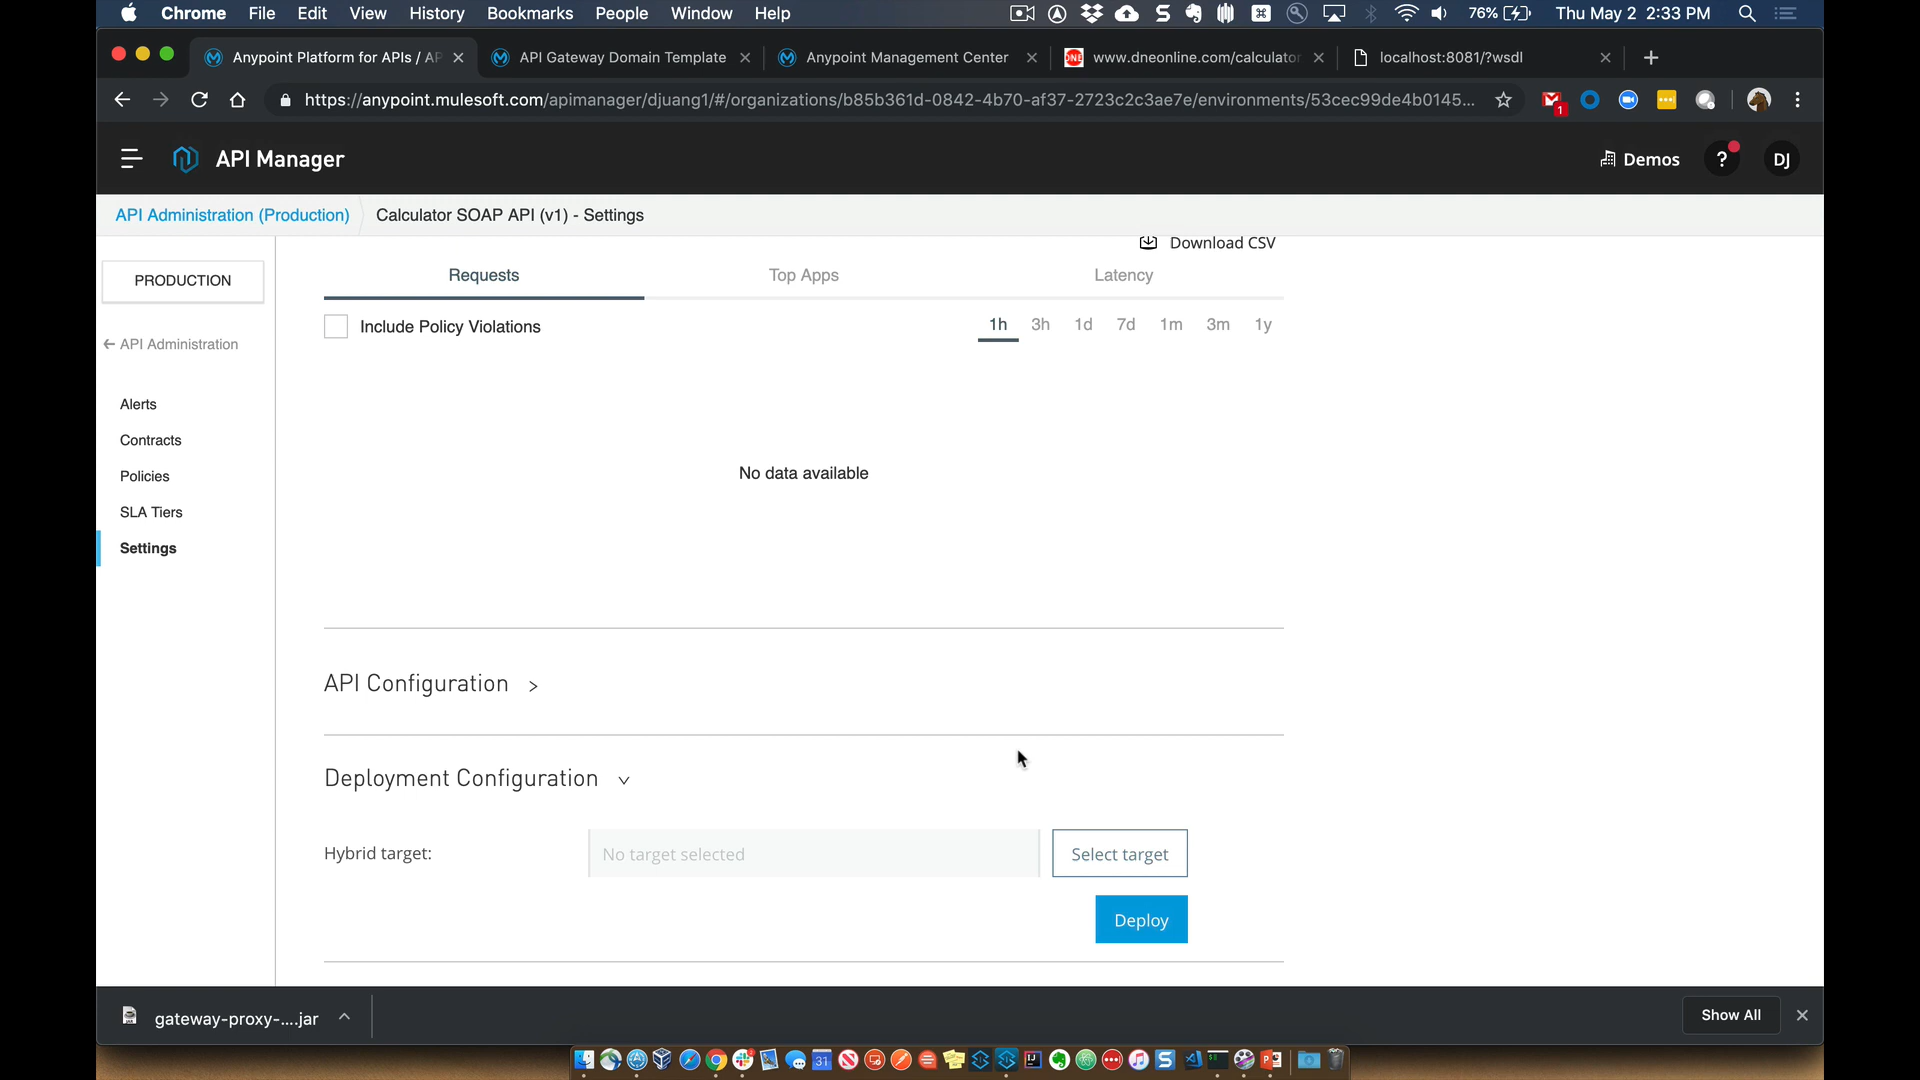 Chrome File Edit View History Bookmarks People Window Help 76% Thu May 2 2:33 PM
Anypoint Platform for APIs / AP API Gateway Domain Template Anypoint Management Center www.dneonline.com/calculator localhost:8081/?wsdl
https://anypoint.mulesoft.com/apimanager/djuang1/#/organizations/b85b361d-0842-4b70-af37-2723c2c3ae7e/environments/53cec99de4b0145... 1
API Manager Demos ? DJ
API Administration (Production) Calculator SOAP API (v1) - Settings
Download CSV
PRODUCTION
Requests Top Apps Latency
Include Policy Violations 1h 3h 1d 7d 1m 3m 1y
API Administration
Alerts
Contracts
Policies
SLA Tiers
Settings
No data available
API Configuration >
Deployment Configuration
Hybrid target: No target selected Select target
Deploy
gateway-proxy-....jar Show All